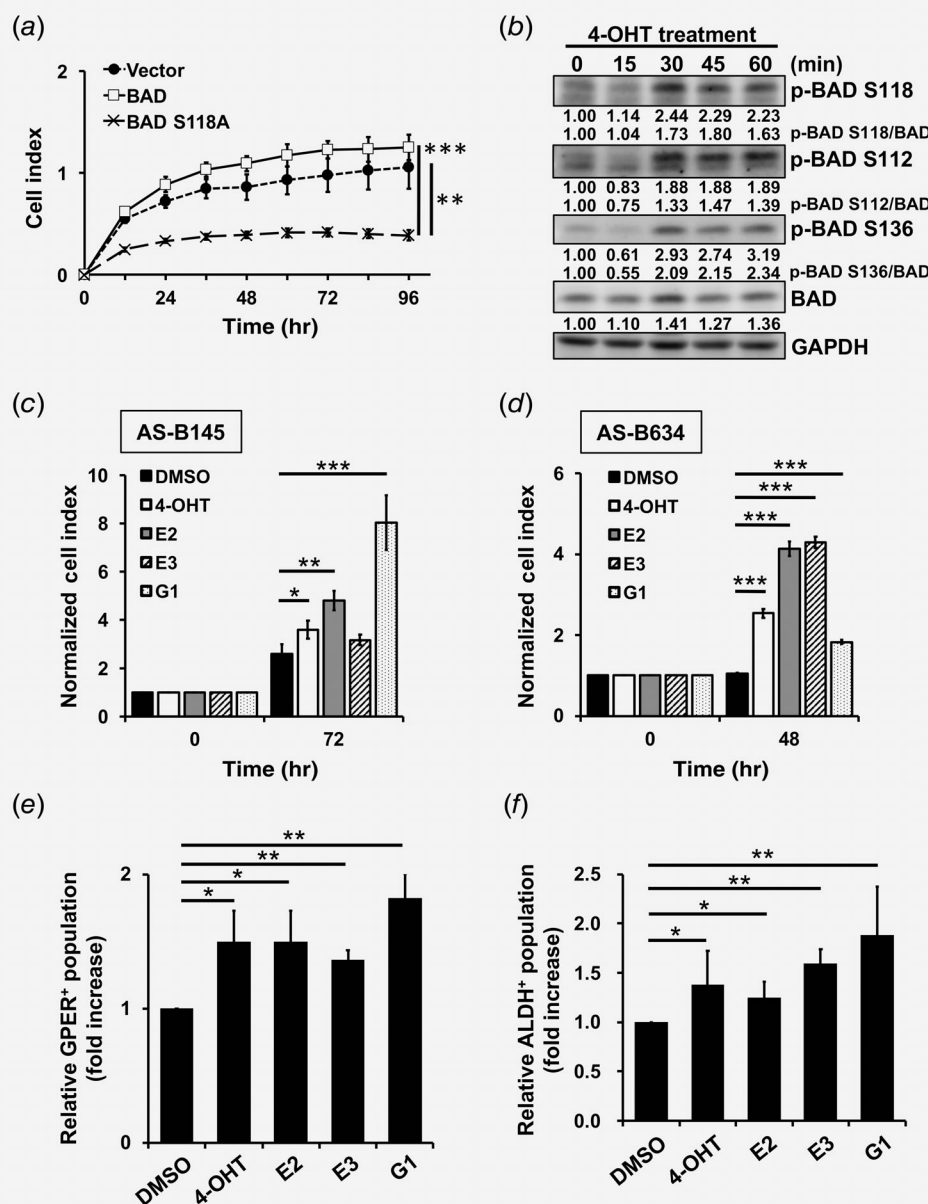 (a)
2
1
0
Cell index
Vector
BAD
BAD S118A
***
**
0 24 48 72 96
Time (hr)
(b)
4-OHT treatment
0 15 30 45 60 (min)
p-BAD S118
1.00 1.14 2.44 2.29 2.23
1.00 1.04 1.73 1.80 1.63 p-BAD S118/BAD
p-BAD S112
1.00 0.83 1.88 1.88 1.89
1.00 0.75 1.33 1.47 1.39 p-BAD S112/BAD
p-BAD S136
1.00 0.61 2.93 2.74 3.19
1.00 0.55 2.09 2.15 2.34 p-BAD S136/BAD
BAD
1.00 1.10 1.41 1.27 1.36
GAPDH
(c)
AS-B145
10
8
6
4
2
0
Normalized cell index
DMSO
4-OHT
E2
E3
G1
***
**
*
0 72
Time (hr)
(d)
AS-B634
6
4
2
0
Normalized cell index
DMSO
4-OHT
E2
E3
G1
***
***
***
***
0 48
Time (hr)
(e)
2
1
0
Relative GPER⁺ population
(fold increase)
**
**
*
*
DMSO 4-OHT E2 E3 G1
(f)
2.5
2.0
1.5
1.0
0.5
0.0
Relative ALDH⁺ population
(fold increase)
**
**
*
*
DMSO 4-OHT E2 E3 G1